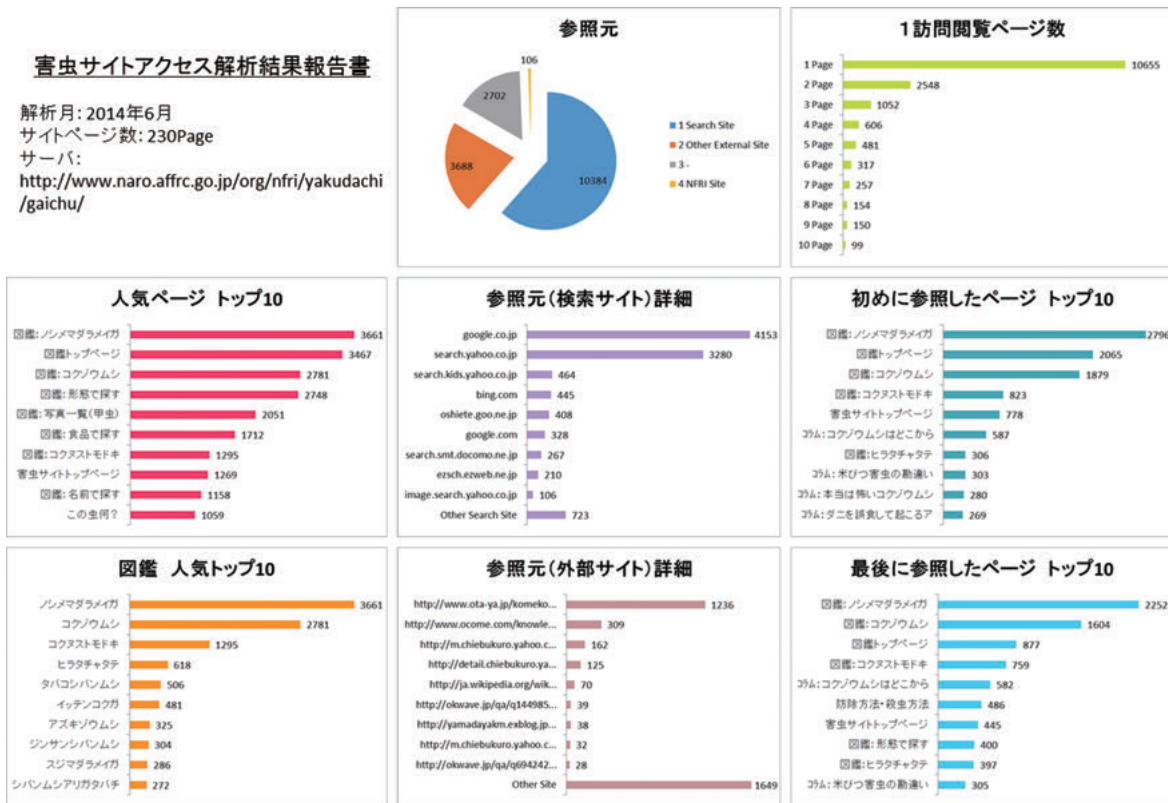 害虫サイトアクセス解析結果報告書
解析月: 2014年6月
サイトページ数: 230Page
サーバ:
http://www.naro.affrc.go.jp/org/nfri/yakudachi
/gaichu/
参照元
106
2702
3688
10384
1 Search Site
2 Other External Site
3 -
4 NFRI Site
1訪問閲覧ページ数
1 Page 10655
2 Page 2548
3 Page 1052
4 Page 606
5 Page 481
6 Page 317
7 Page 257
8 Page 154
9 Page 150
10 Page 99
人気ページ トップ10
図鑑:ノシメマダラメイガ 3661
図鑑トップページ 3467
図鑑:コクゾウムシ 2781
図鑑:形態で探す 2748
図鑑:写真一覧(甲虫) 2051
図鑑:食品で探す 1712
図鑑:コクヌストモドキ 1295
害虫サイトトップページ 1269
図鑑:名前で探す 1158
この虫何? 1059
参照元(検索サイト)詳細
google.co.jp 4153
search.yahoo.co.jp 3280
search.kids.yahoo.co.jp 464
bing.com 445
oshiete.goo.ne.jp 408
google.com 328
search.smt.docomo.ne.jp 267
ezsch.ezweb.ne.jp 210
image.search.yahoo.co.jp 106
Other Search Site 723
初めに参照したページ トップ10
図鑑:ノシメマダラメイガ 2796
図鑑トップページ 2065
図鑑:コクゾウムシ 1879
図鑑:コクヌストモドキ 823
害虫サイトトップページ 778
コラム:コクゾウムシはどこから 587
図鑑:ヒラタチャタテ 306
コラム:米びつ害虫の勘違い 303
コラム:本当は怖いコクゾウムシ 280
コラム:ダニを誤食して起こるア 269
図鑑 人気トップ10
ノシメマダラメイガ 3661
コクゾウムシ 2781
コクヌストモドキ 1295
ヒラタチャタテ 618
タバコシバンムシ 506
イッテンコクガ 481
アズキゾウムシ 325
ジンサンシバンムシ 304
スジマダラメイガ 286
シバンムシアリガタバチ 272
参照元(外部サイト)詳細
http://www.ota-ya.jp/komeko... 1236
http://www.ocome.com/knowle... 309
http://m.chiebukuro.yahoo.c... 162
http://detail.chiebukuro.ya... 125
http://ja.wikipedia.org/wik... 70
http://okwave.jp/qa/q144985... 39
http://yamadayakm.exblog.jp... 38
http://m.chiebukuro.yahoo.c... 32
http://okwave.jp/qa/q694242... 28
Other Site 1649
最後に参照したページ トップ10
図鑑:ノシメマダラメイガ 2252
図鑑:コクゾウムシ 1604
図鑑トップページ 877
図鑑:コクヌストモドキ 759
コラム:コクゾウムシはどこから 582
防除方法・殺虫方法 486
害虫サイトトップページ 445
図鑑:形態で探す 400
図鑑:ヒラタチャタテ 397
コラム:米びつ害虫の勘違い 305